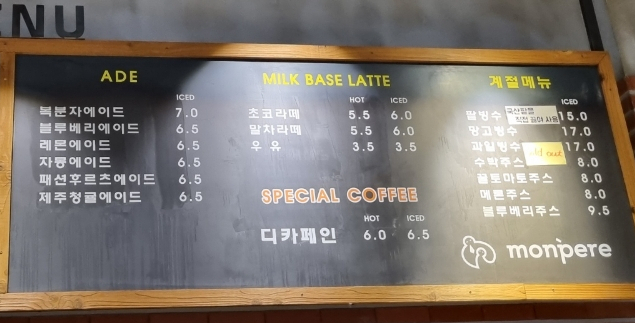 ENU
ADE
ICED
복분자에이드 7.0
블루베리에이드 6.5
레몬에이드 6.5
자몽에이드 6.5
패션후르츠에이드 6.5
제주청귤에이드 6.5
MILK BASE LATTE
HOT ICED
초코라떼 5.5 6.0
말차라떼 5.5 6.0
우유 3.5 3.5
SPECIAL COFFEE
HOT ICED
디카페인 6.0 6.5
계절메뉴
ICED
팥빙수 국산팥을 직접 끓여 사용 15.0
망고빙수 17.0
과일빙수 sold out 17.0
수박주스 8.0
꿀토마토주스 8.0
메론주스 8.0
블루베리주스 9.5
monpere